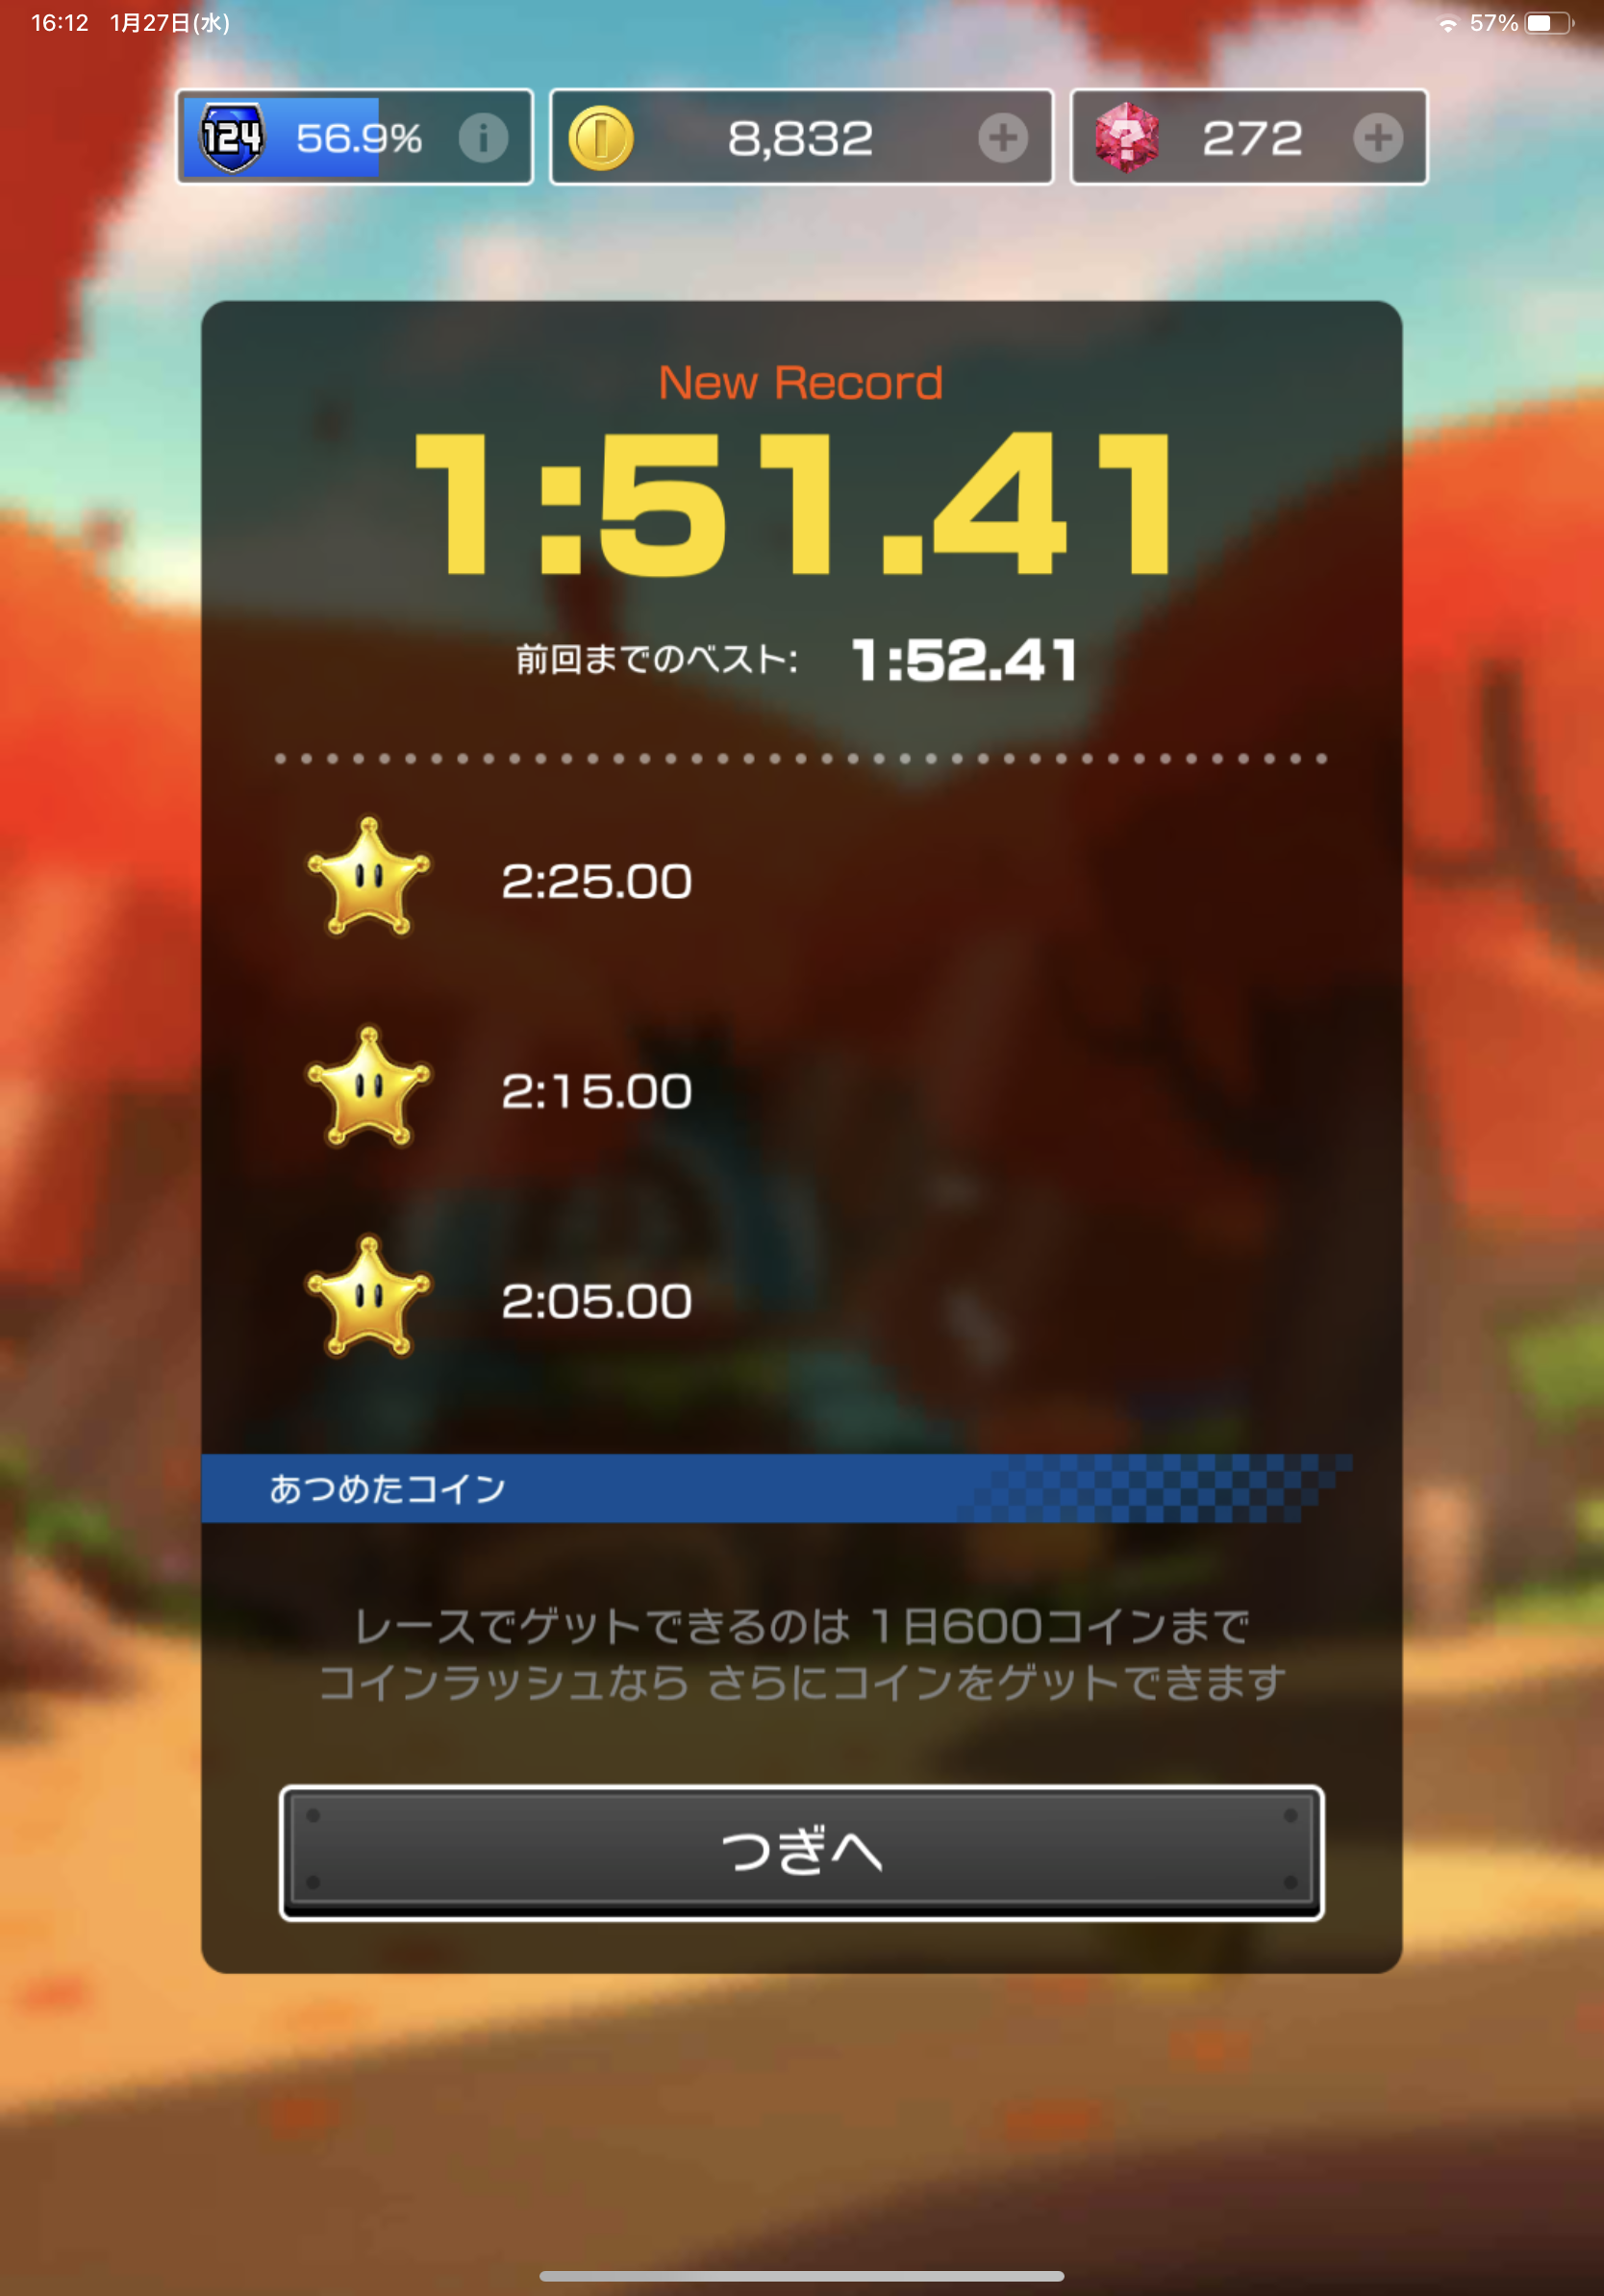 16:12 1月27日(水)
57%
124 56.9% i
8,832 +
? 272 +
New Record
1:51.41
前回までのベスト: 1:52.41
2:25.00
2:15.00
2:05.00
あつめたコイン
レースでゲットできるのは 1日600コインまで
コインラッシュなら さらにコインをゲットできます
つぎへ